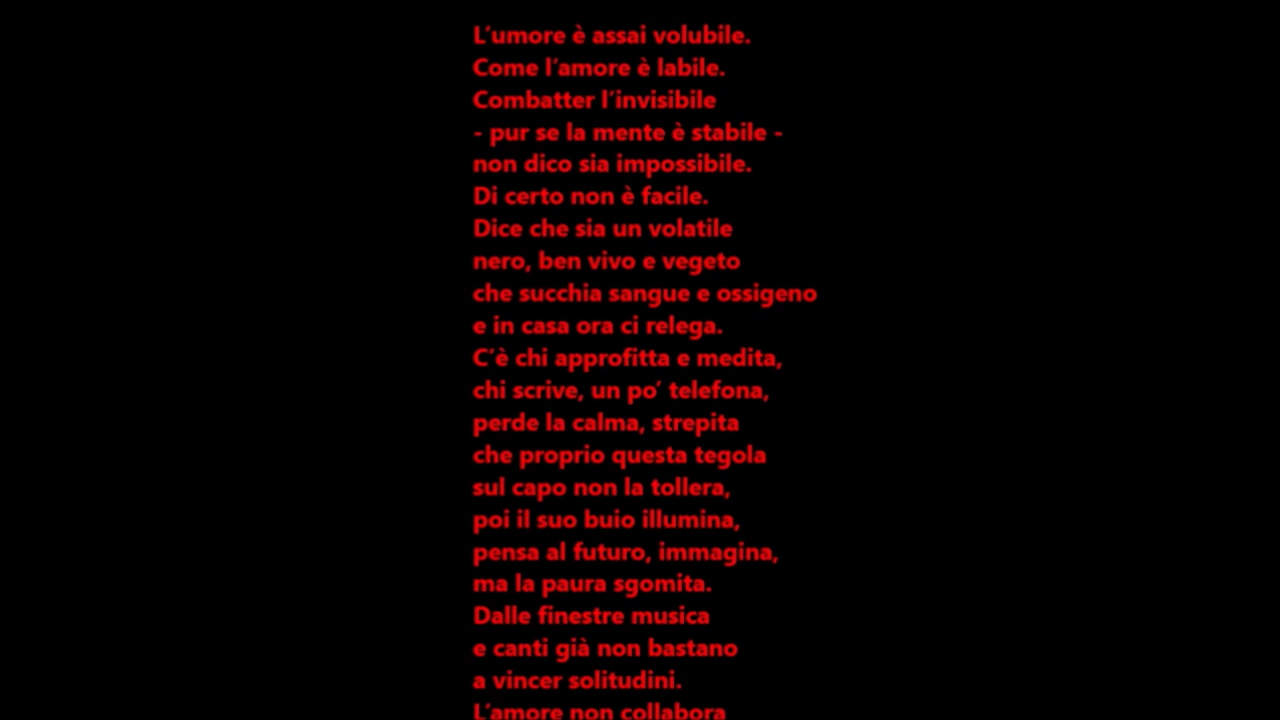 L’umore è assai volubile.
Come l’amore è labile.
Combatter l’invisibile
- pur se la mente è stabile -
non dico sia impossibile.
Di certo non è facile.
Dice che sia un volatile
nero, ben vivo e vegeto
che succhia sangue e ossigeno
e in casa ora ci relega.
C’è chi approfitta e medita,
chi scrive, un po’ telefona,
perde la calma, strepita
che proprio questa tegola
sul capo non la tollera,
poi il suo buio illumina,
pensa al futuro, immagina,
ma la paura sgomita.
Dalle finestre musica
e canti già non bastano
a vincer solitudini.
L’amore non collabora